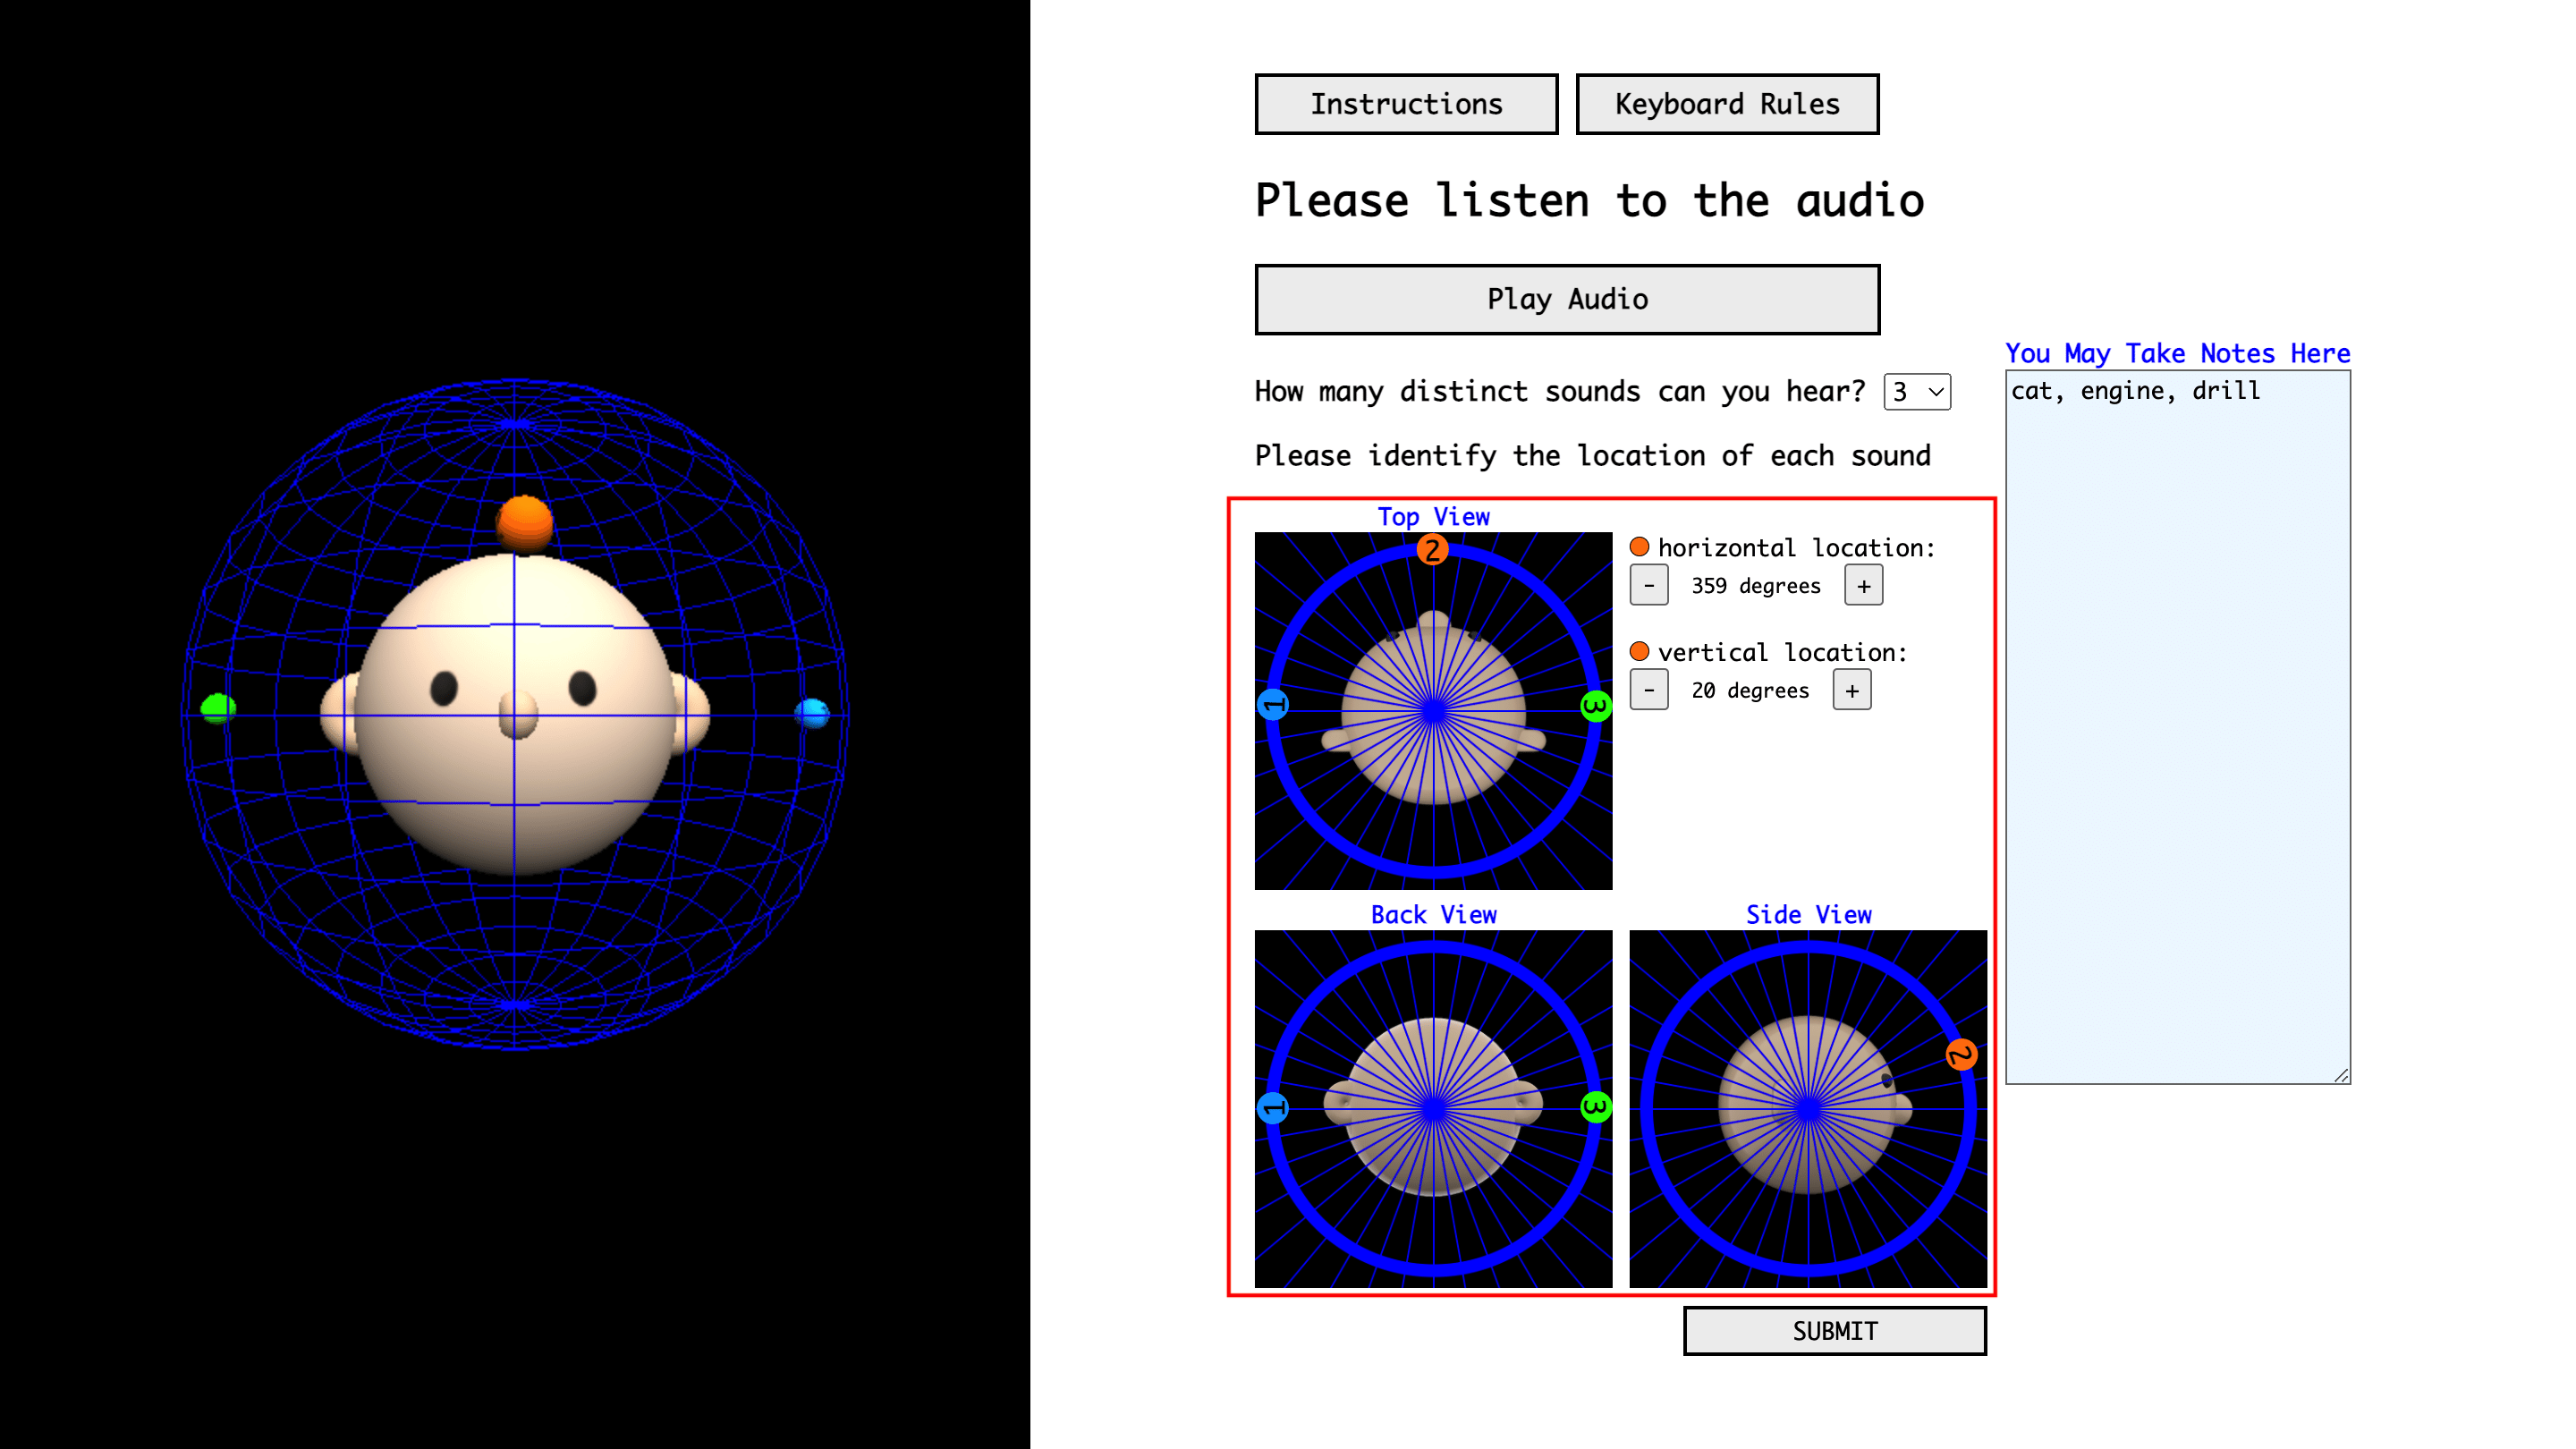 Instructions
Keyboard Rules
Please listen to the audio
Play Audio
How many distinct sounds can you hear? 3
Please identify the location of each sound
You May Take Notes Here
cat, engine, drill
Top View
2
1
3
horizontal location:
- 359 degrees +
vertical location:
- 20 degrees +
Back View
1
3
Side View
2
SUBMIT